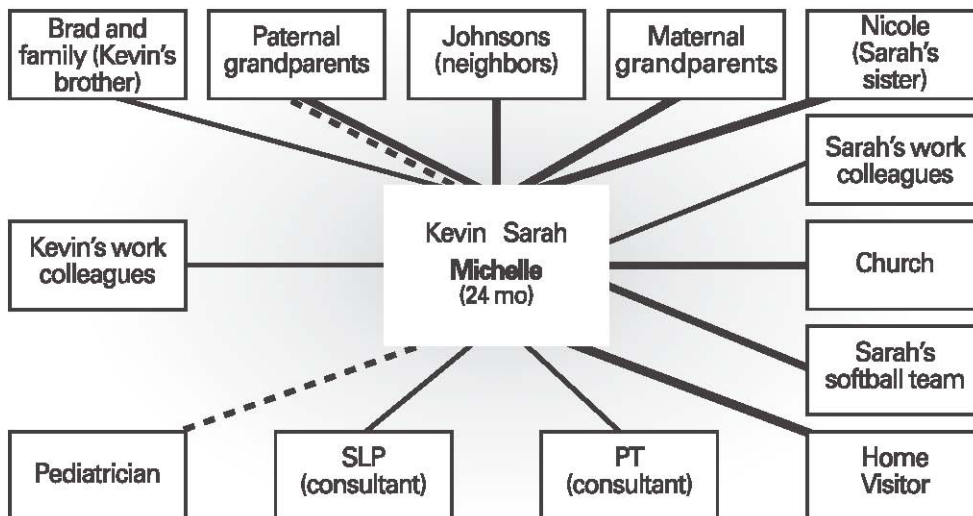 Brad and
family (Kevin's
brother)
Paternal
grandparents
Johnsons
(neighbors)
Maternal
grandparents
Nicole
(Sarah's
sister)
Sarah's work
colleagues
Kevin's work
colleagues
Kevin Sarah
Michelle
(24 mo)
Church
Sarah's
softball team
Pediatrician
SLP
(consultant)
PT
(consultant)
Home
Visitor